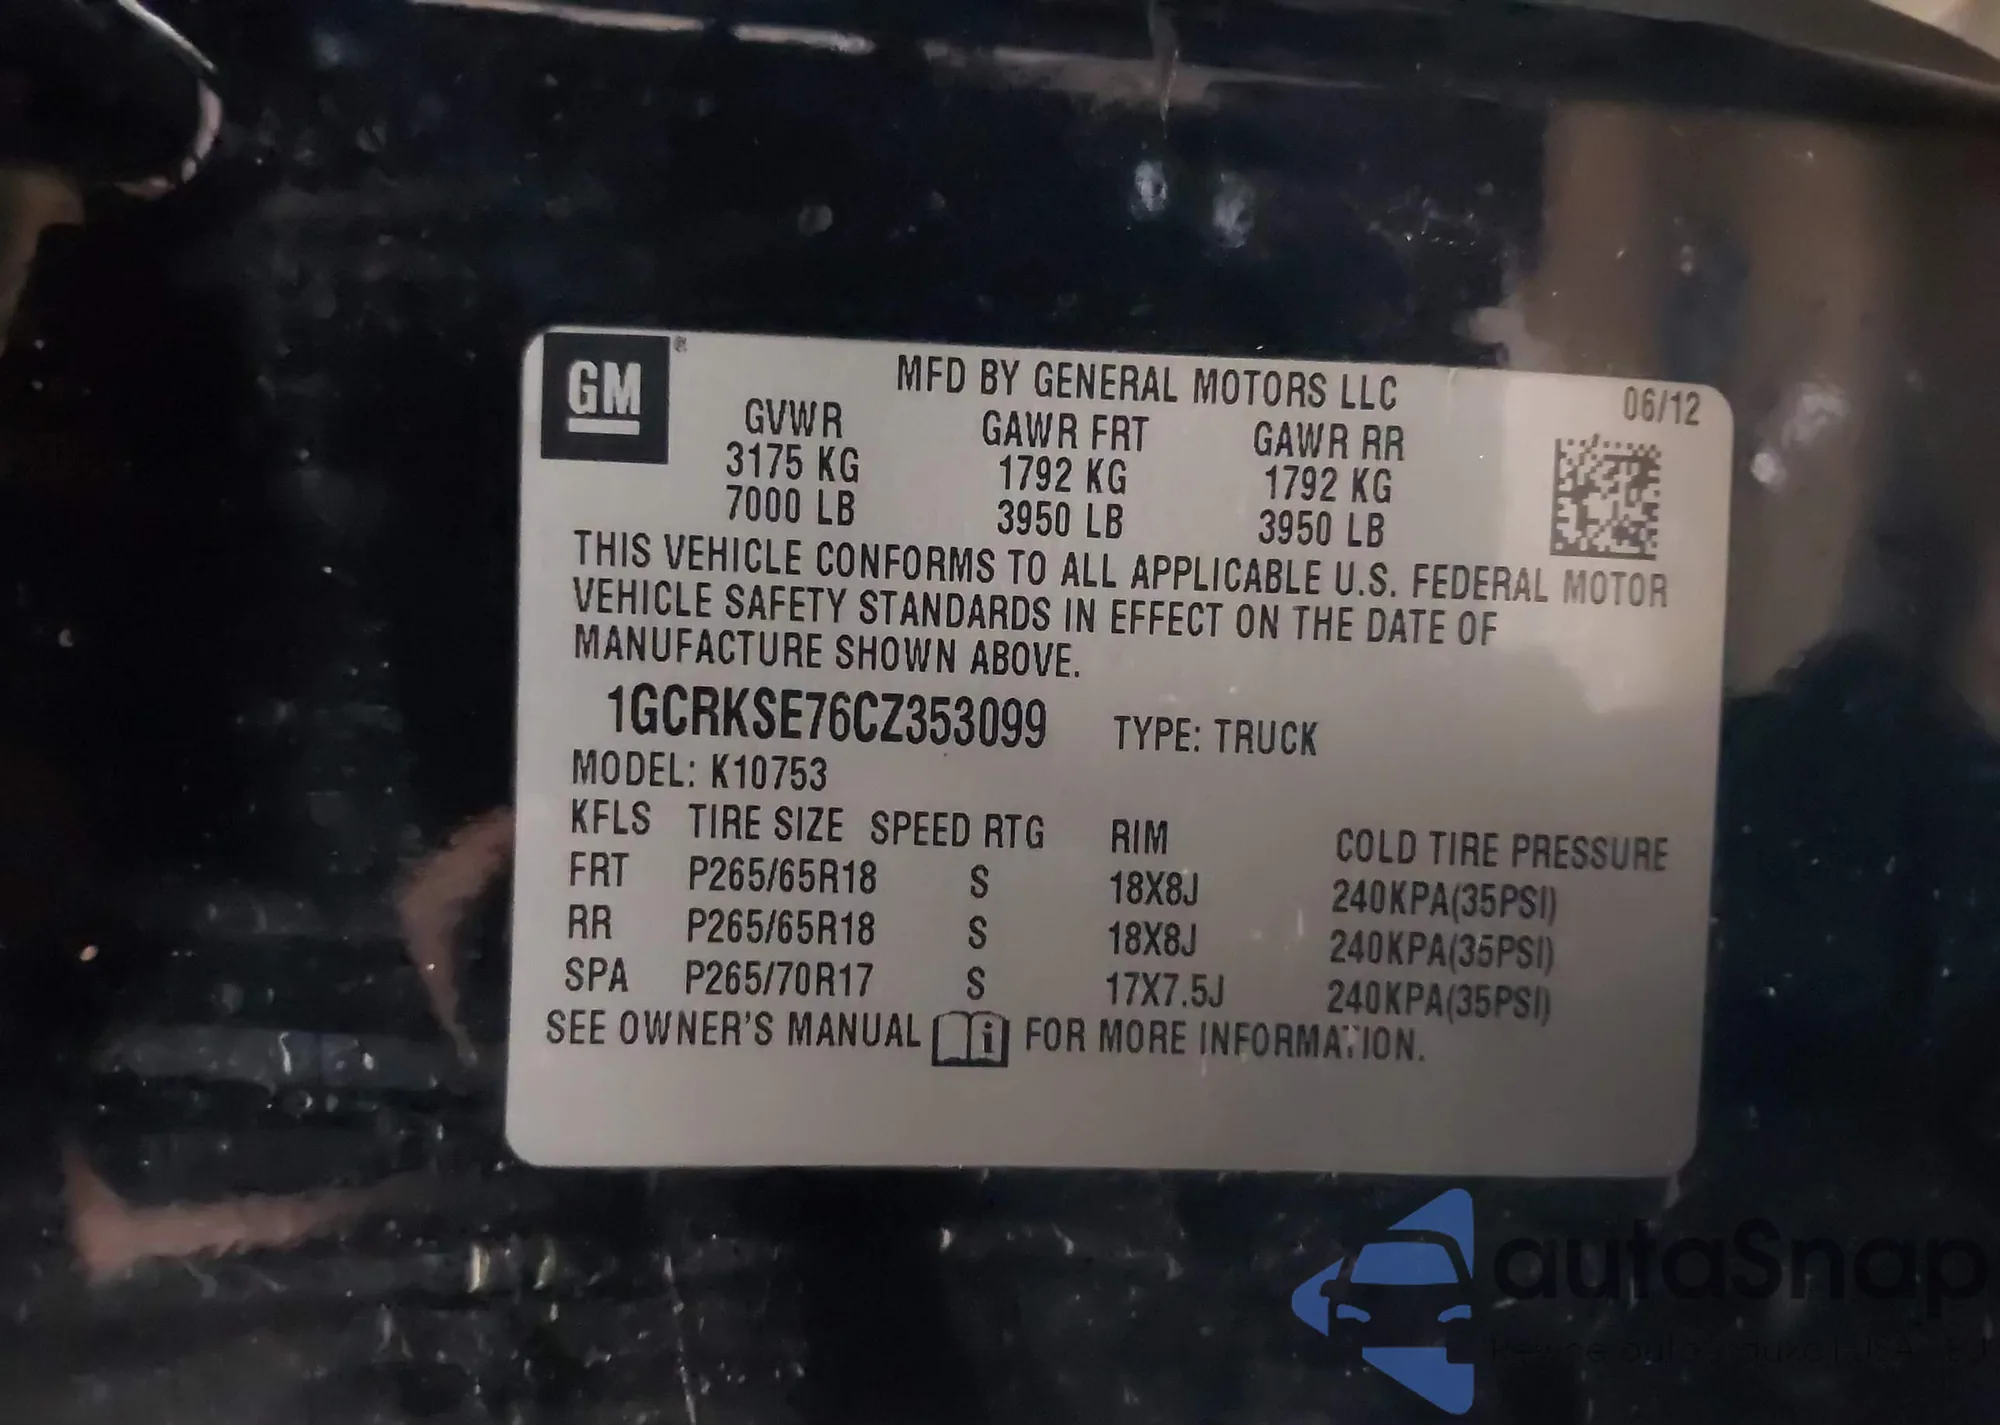 GM
MFD BY GENERAL MOTORS LLC
06/12
GVWR GAWR FRT GAWR RR
3175 KG 1792 KG 1792 KG
7000 LB 3950 LB 3950 LB
THIS VEHICLE CONFORMS TO ALL APPLICABLE U.S. FEDERAL MOTOR
VEHICLE SAFETY STANDARDS IN EFFECT ON THE DATE OF
MANUFACTURE SHOWN ABOVE.
1GCRKSE76CZ353099 TYPE: TRUCK
MODEL: K10753
KFLS TIRE SIZE SPEED RTG RIM COLD TIRE PRESSURE
FRT P265/65R18 S 18X8J 240KPA(35PSI)
RR P265/65R18 S 18X8J 240KPA(35PSI)
SPA P265/70R17 S 17X7.5J 240KPA(35PSI)
SEE OWNER'S MANUAL i FOR MORE INFORMATION.
autaSnap